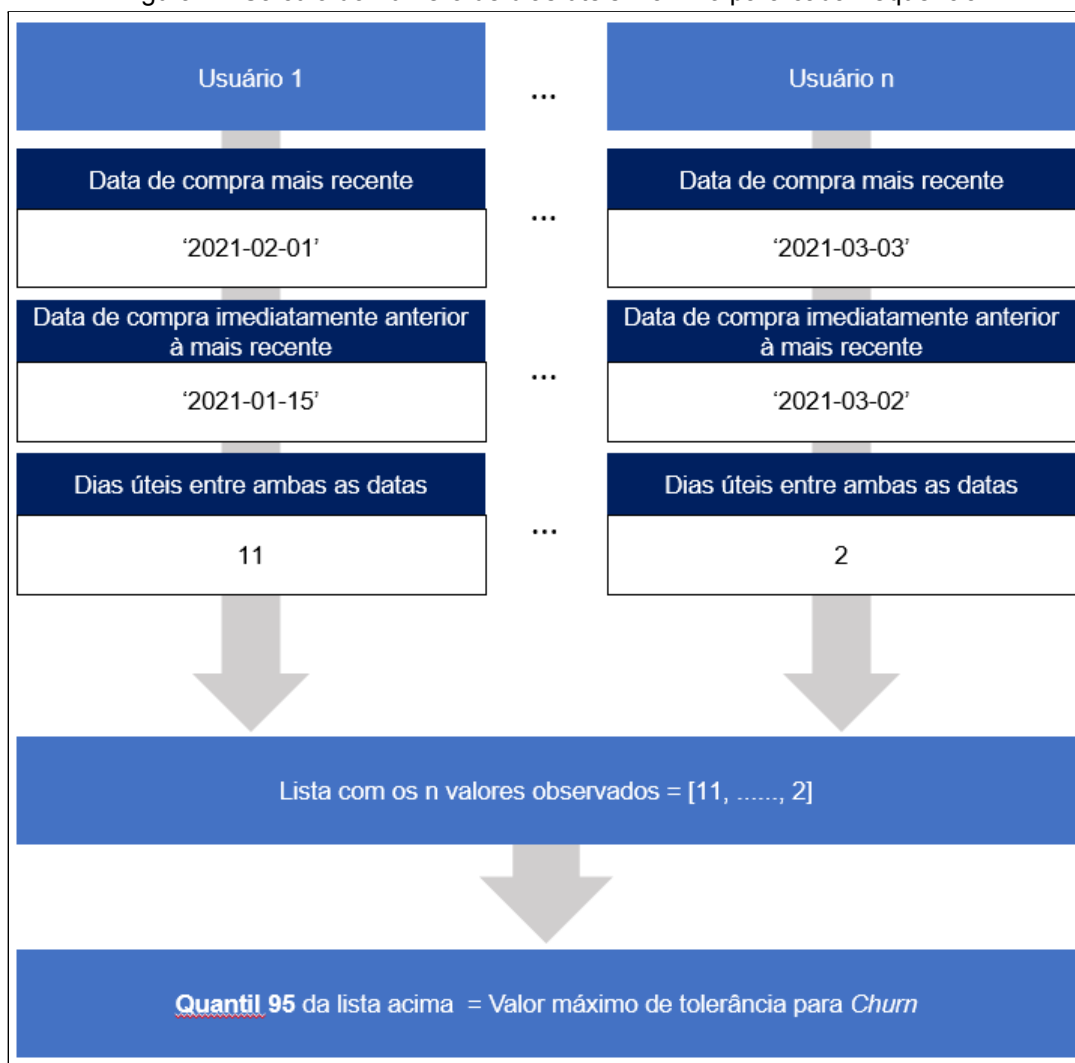 Usuário 1
...
Usuário n
Data de compra mais recente
...
Data de compra mais recente
‘2021-02-01’
‘2021-03-03’
Data de compra imediatamente anterior
à mais recente
...
Data de compra imediatamente anterior
à mais recente
‘2021-01-15’
‘2021-03-02’
Dias úteis entre ambas as datas
...
Dias úteis entre ambas as datas
11
2
Lista com os n valores observados = [11, ......, 2]
Quantil 95 da lista acima = Valor máximo de tolerância para Churn